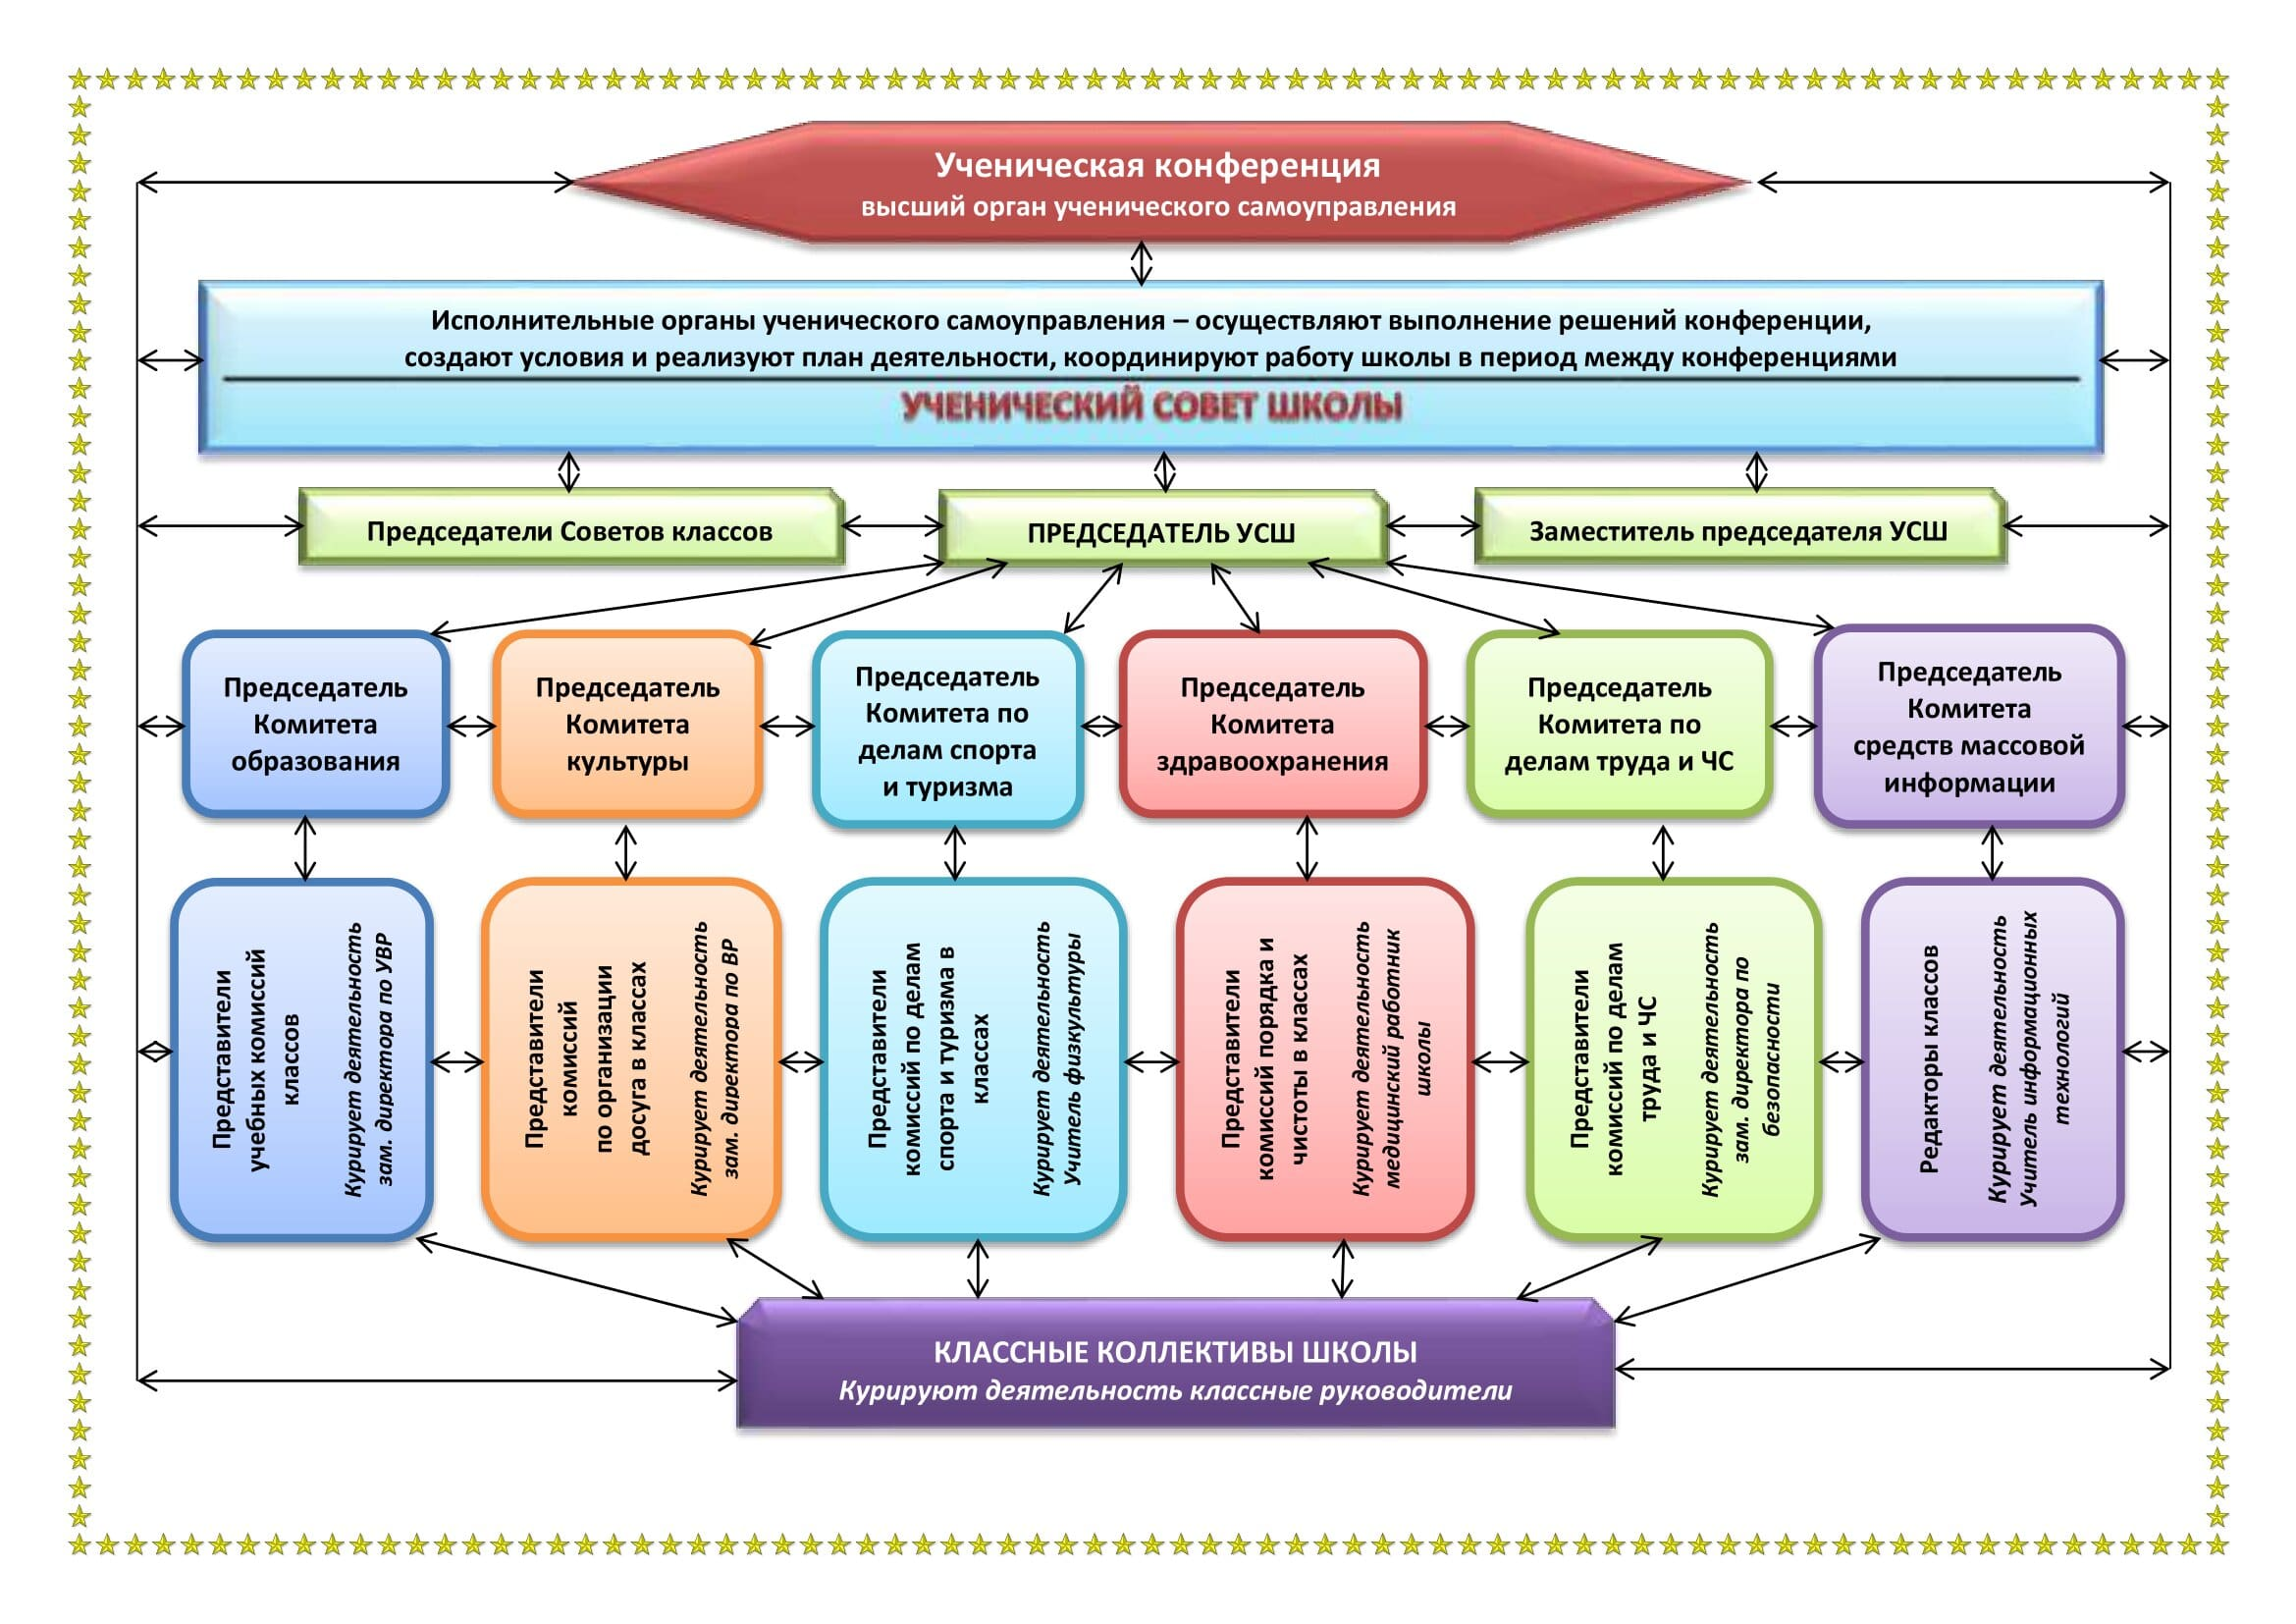 Ученическая конференция
высший орган ученического самоуправления
Исполнительные органы ученического самоуправления – осуществляют выполнение решений конференции,
создают условия и реализуют план деятельности, координируют работу школы в период между конференциями
УЧЕНИЧЕСКИЙ СОВЕТ ШКОЛЫ
Председатели Советов классов
ПРЕДСЕДАТЕЛЬ УСШ
Заместитель председателя УСШ
Председатель
Комитета
образования
Председатель
Комитета
культуры
Председатель
Комитета по
делам спорта
и туризма
Председатель
Комитета
здравоохранения
Председатель
Комитета по
делам труда и ЧС
Председатель
Комитета
средств массовой
информации
Представители
учебных комиссий
классов
Курирует деятельность
зам. директора по УВР
Представители
комиссий
по организации
досуга в классах
Курирует деятельность
зам. директора по ВР
Представители
комиссий по делам
спорта и туризма в
классах
Курирует деятельность
Учитель физкультуры
Представители
комиссий порядка и
чистоты в классах
Курирует деятельность
медицинский работник
школы
Представители
комиссий по делам
труда и ЧС
Курирует деятельность
зам. директора по
безопасности
Редакторы классов
Курирует деятельность
Учитель информационных
технологий
КЛАССНЫЕ КОЛЛЕКТИВЫ ШКОЛЫ
Курируют деятельность классные руководители